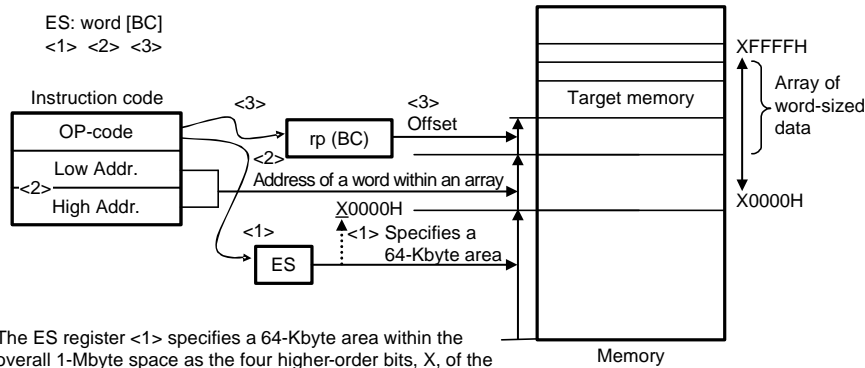 ES: word [BC]
<1> <2> <3>
XFFFFH
Instruction code
<3>
<3>
Target memory
Array of
word-sized
data
OP-code
rp (BC)
Offset
<2>
Low Addr.
<2>
Address of a word within an array
High Addr.
X0000H
X0000H
<1>
<1> Specifies a
64-Kbyte area
ES
The ES register <1> specifies a 64-Kbyte area within the
overall 1-Mbyte space as the four higher-order bits, X, of the
Memory